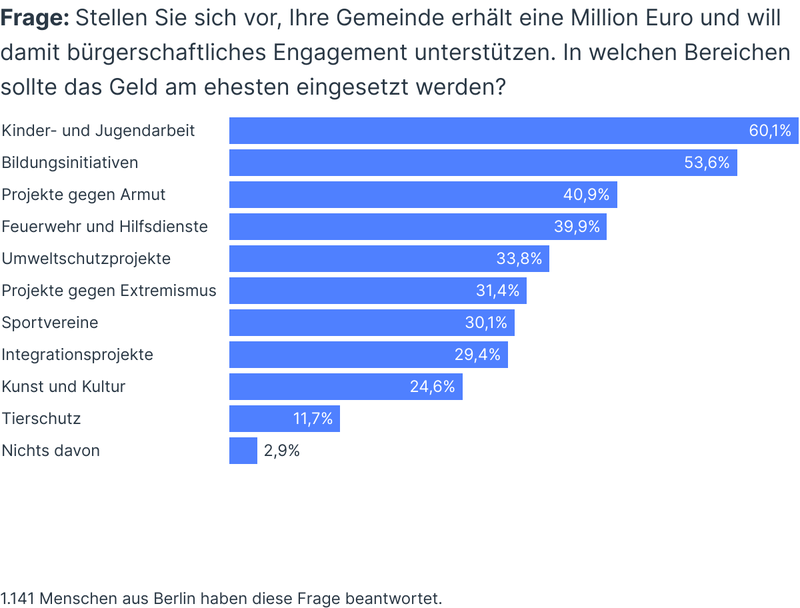 Frage: Stellen Sie sich vor, Ihre Gemeinde erhält eine Million Euro und will
damit bürgerschaftliches Engagement unterstützen. In welchen Bereichen
sollte das Geld am ehesten eingesetzt werden?
Kinder- und Jugendarbeit 60,1%
Bildungsinitiativen 53,6%
Projekte gegen Armut 40,9%
Feuerwehr und Hilfsdienste 39,9%
Umweltschutzprojekte 33,8%
Projekte gegen Extremismus 31,4%
Sportvereine 30,1%
Integrationsprojekte 29,4%
Kunst und Kultur 24,6%
Tierschutz 11,7%
Nichts davon 2,9%
1.141 Menschen aus Berlin haben diese Frage beantwortet.